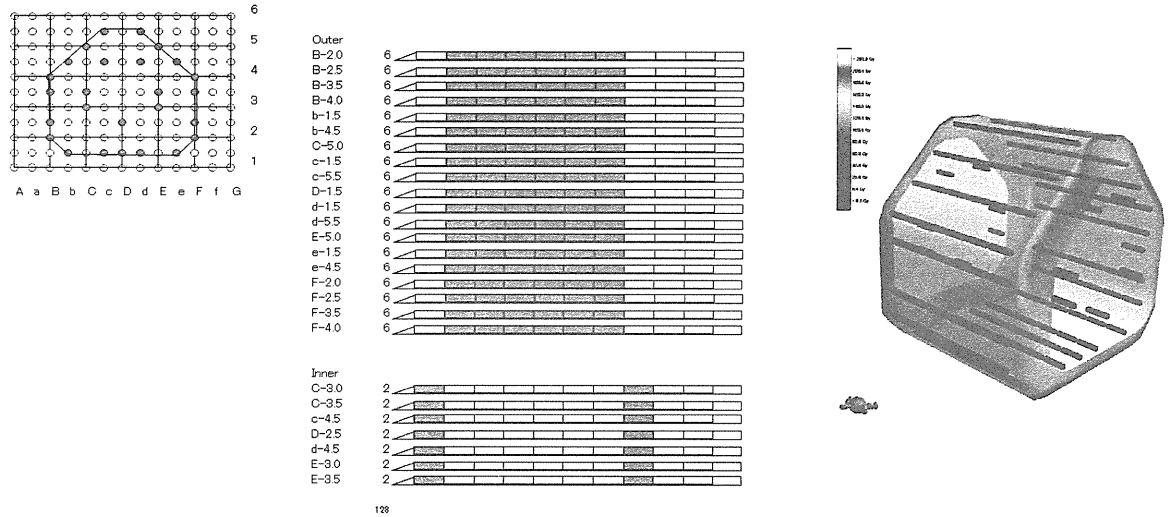 6
5
4
3
2
1
A a B b C c D d E e F f G
Outer
B-2.0 6
B-2.5 6
B-3.5 6
B-4.0 6
b-1.5 6
b-4.5 6
C-5.0 6
c-1.5 6
c-5.5 6
D-1.5 6
d-1.5 6
d-5.5 6
E-5.0 6
e-1.5 6
e-4.5 6
F-2.0 6
F-2.5 6
F-3.5 6
F-4.0 6
Inner
C-3.0 2
C-3.5 2
c-4.5 2
D-2.5 2
d-4.5 2
E-3.0 2
E-3.5 2
128